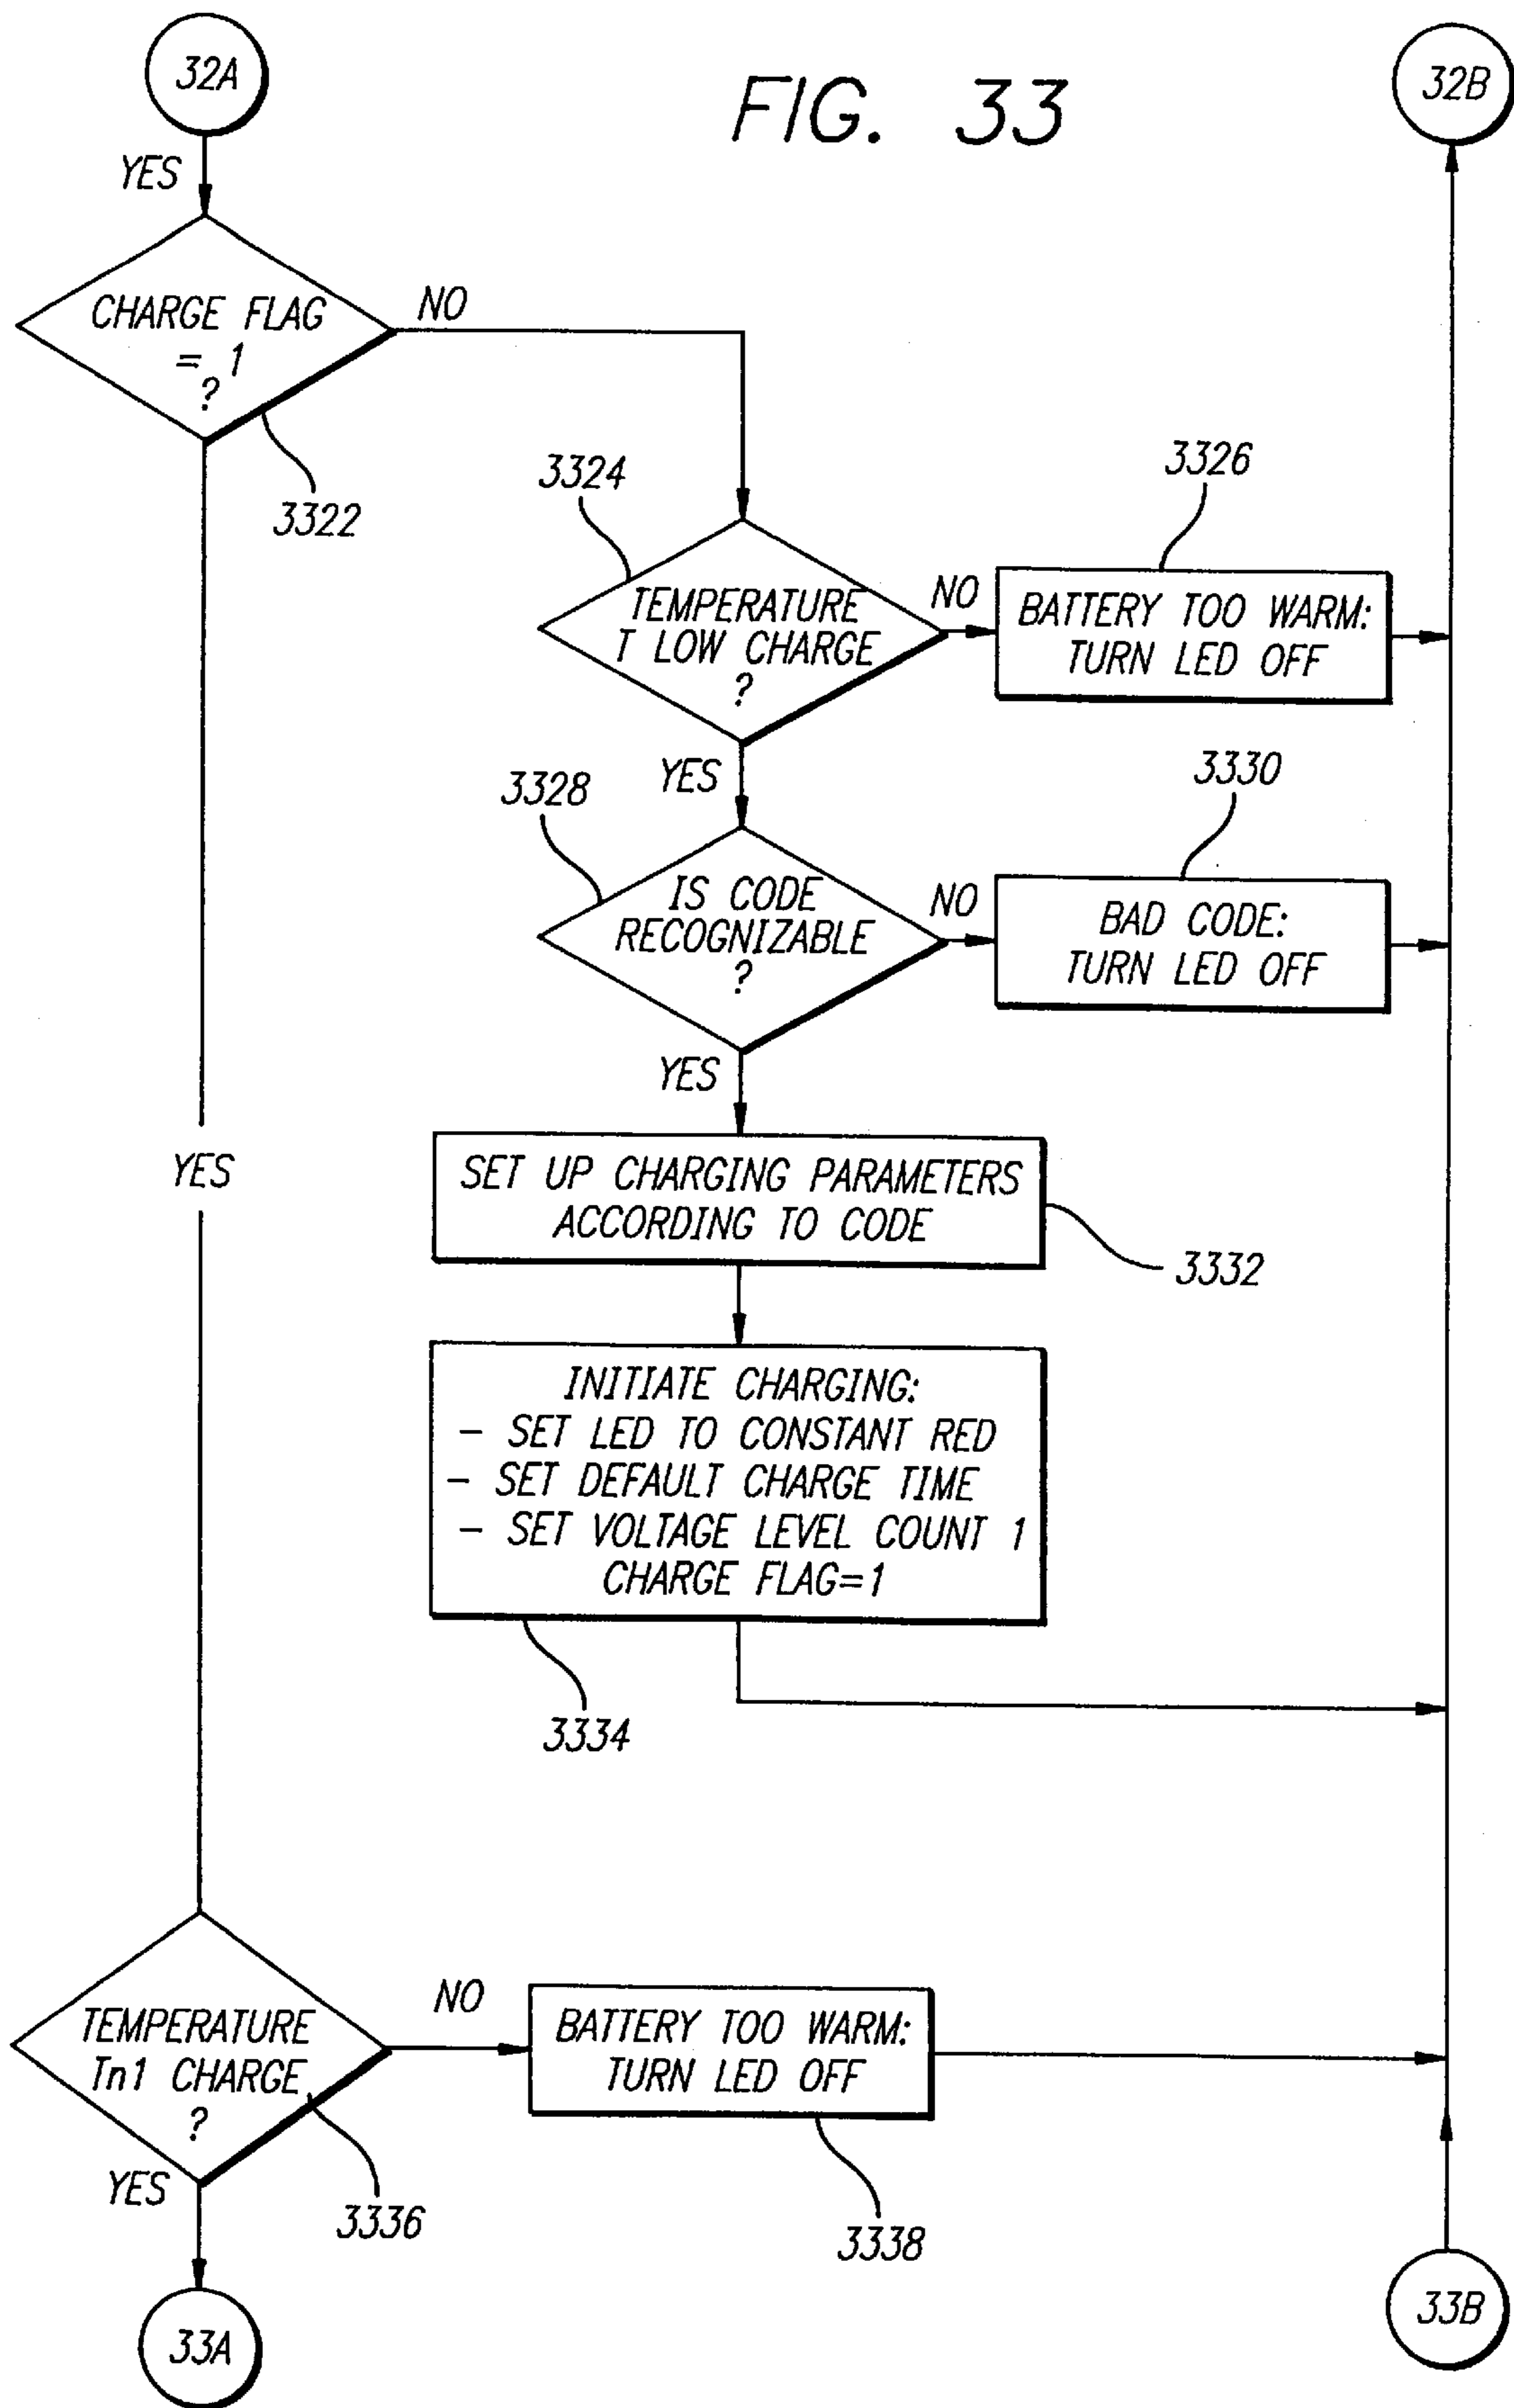 32A
FIG. 33
32B
YES
CHARGE FLAG
= 1
?
NO
3322
3324
3326
TEMPERATURE
T LOW CHARGE
?
NO
BATTERY TOO WARM:
TURN LED OFF
YES
3328
3330
IS CODE
RECOGNIZABLE
?
NO
BAD CODE:
TURN LED OFF
YES
YES
SET UP CHARGING PARAMETERS
ACCORDING TO CODE
3332
INITIATE CHARGING:
- SET LED TO CONSTANT RED
- SET DEFAULT CHARGE TIME
- SET VOLTAGE LEVEL COUNT 1
CHARGE FLAG=1
3334
TEMPERATURE
Tn1 CHARGE
?
NO
BATTERY TOO WARM:
TURN LED OFF
YES
3336
3338
33A
33B